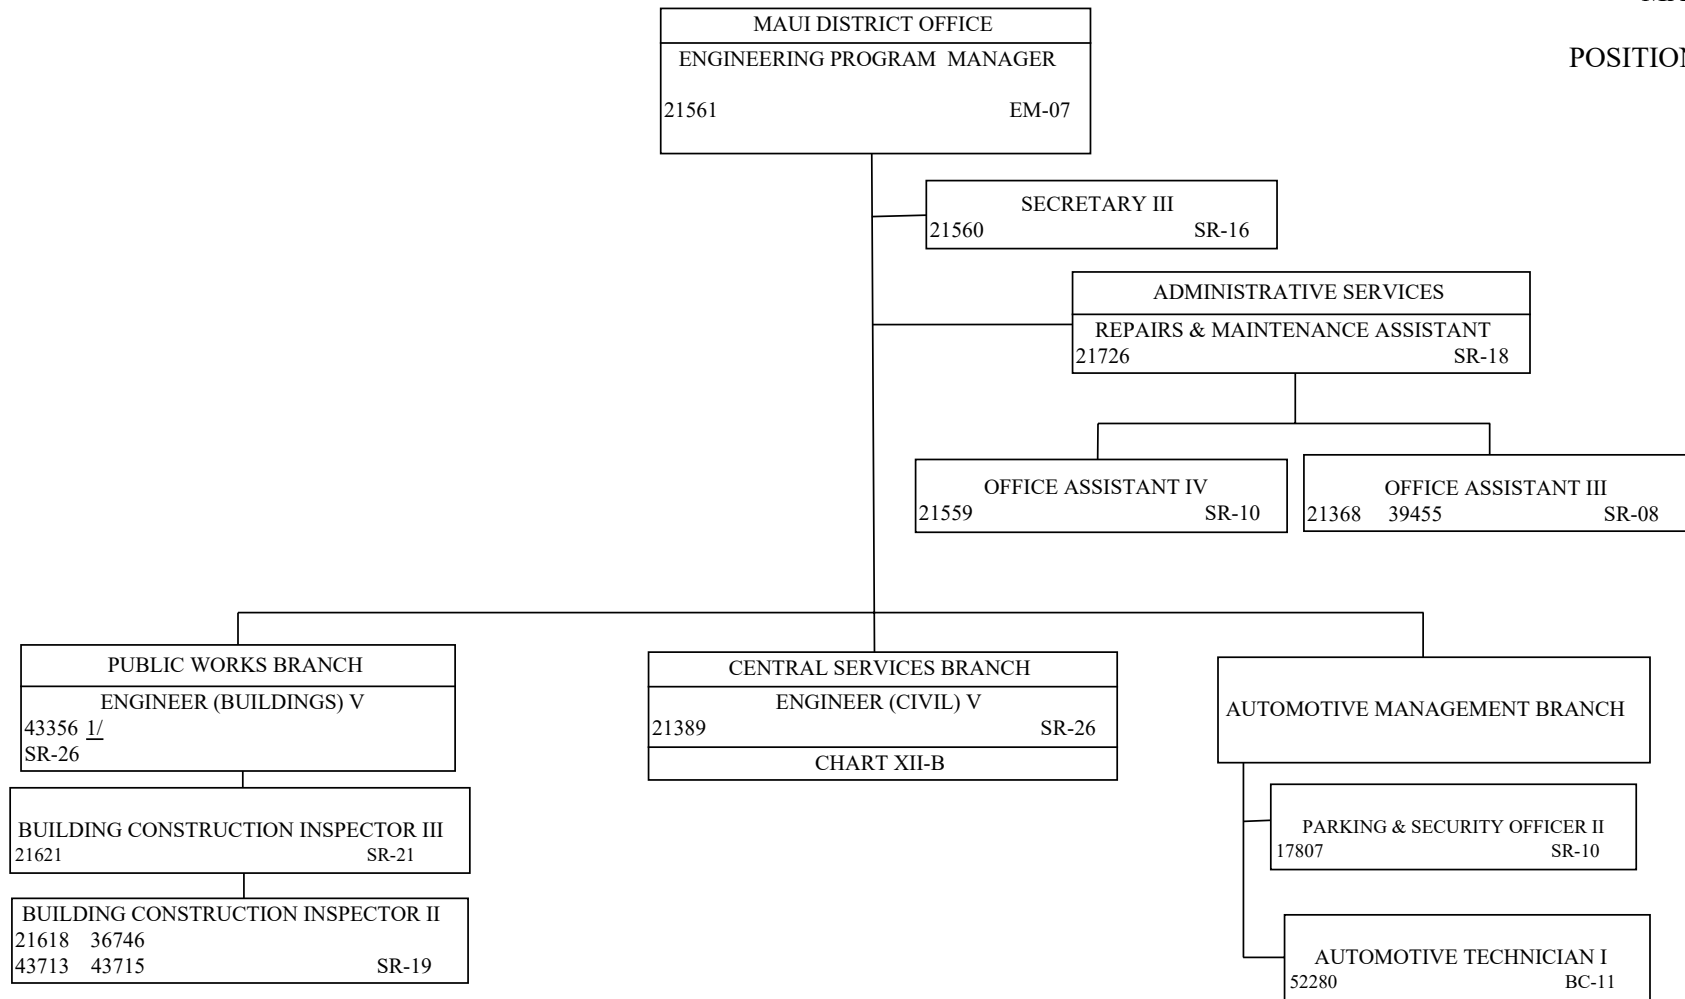 POSITION
MAUI DISTRICT OFFICE
ENGINEERING PROGRAM MANAGER
21561 EM-07
SECRETARY III
21560 SR-16
ADMINISTRATIVE SERVICES
REPAIRS & MAINTENANCE ASSISTANT
21726 SR-18
OFFICE ASSISTANT IV
21559 SR-10
OFFICE ASSISTANT III
21368 39455 SR-08
PUBLIC WORKS BRANCH
ENGINEER (BUILDINGS) V
43356 1/
SR-26
BUILDING CONSTRUCTION INSPECTOR III
21621 SR-21
BUILDING CONSTRUCTION INSPECTOR II
21618 36746
43713 43715 SR-19
CENTRAL SERVICES BRANCH
ENGINEER (CIVIL) V
21389 SR-26
CHART XII-B
AUTOMOTIVE MANAGEMENT BRANCH
PARKING & SECURITY OFFICER II
17807 SR-10
AUTOMOTIVE TECHNICIAN I
52280 BC-11